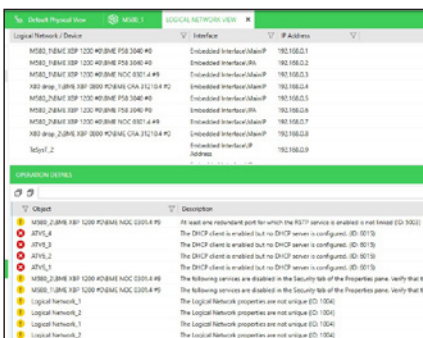 Default Physical View
M580_1
LOGICAL NETWORK VIEW
Logical Network / Device Interface IP Address
M580_1\BME XBP 1200 #0\BME P58 3040 #0 Embedded Interface\MainIP 192.168.0.1
M580_1\BME XBP 1200 #0\BME P58 3040 #0 Embedded Interface\IPA 192.168.0.2
M580_1\BME XBP 1200 #0\BME NOC 0301.4 #9 Embedded Interface\MainIP 192.168.0.3
X80 drop_1\BME XBP 0800 #0\BME CRA 31210.4 #0 Embedded Interface\MainIP 192.168.0.4
M580_2\BME XBP 1200 #0\BME P58 3040 #0 Embedded Interface\MainIP 192.168.0.5
M580_2\BME XBP 1200 #0\BME P58 3040 #0 Embedded Interface\IPA 192.168.0.6
M580_2\BME XBP 1200 #0\BME NOC 0301.4 #9 Embedded Interface\MainIP 192.168.0.7
X80 drop_2\BME XBP 0800 #0\BME CRA 31210.4 #0 Embedded Interface\MainIP 192.168.0.8
TeSysT_2 Embedded Interface\IP Address 192.168.0.9
OPERATION DETAILS
Object Description
M580_2\BME XBP 1200 #0\BME NOC 0301.4 #9 At least one redundant port for which the RSTP service is enabled is not linked (ID: 5003)
ATV6_4 The DHCP client is enabled but no DHCP server is configured. (ID: 6015)
ATV6_3 The DHCP client is enabled but no DHCP server is configured. (ID: 6015)
ATV6_2 The DHCP client is enabled but no DHCP server is configured. (ID: 6015)
ATV6_1 The DHCP client is enabled but no DHCP server is configured. (ID: 6015)
M580_2\BME XBP 1200 #0\BME NOC 0301.4 #9 The following services are disabled in the Security tab of the Properties pane. Verify that t
M580_1\BME XBP 1200 #0\BME NOC 0301.4 #9 The following services are disabled in the Security tab of the Properties pane. Verify that t
Logical Network_1 The Logical Network properties are not unique (ID: 1004)
Logical Network_2 The Logical Network properties are not unique (ID: 1004)
Logical Network_1 The Logical Network properties are not unique (ID: 1004)
Logical Network_2 The Logical Network properties are not unique (ID: 1004)